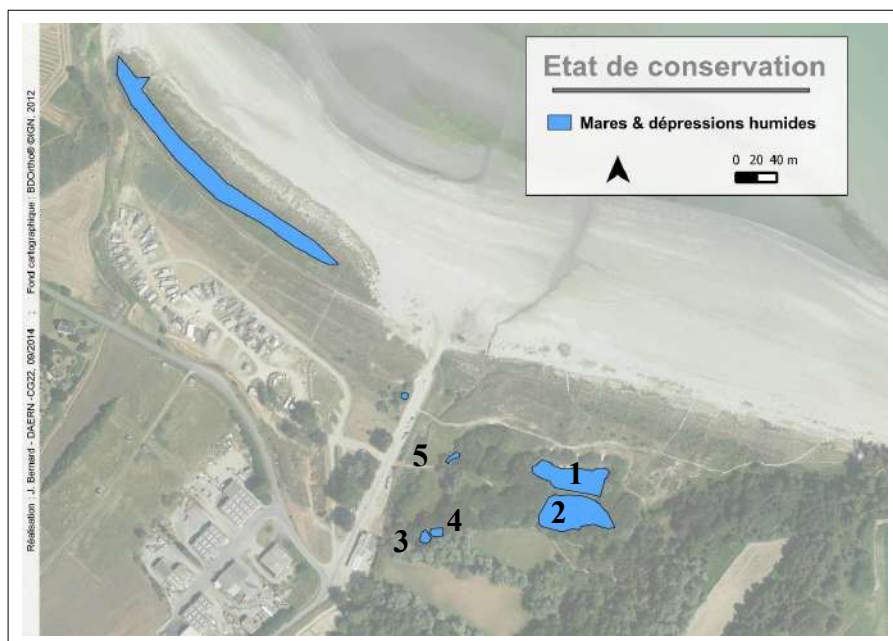 Etat de conservation
Mares & dépressions humides
0 20 40 m
Réalisation : J. Bernard - DAERN -CG22, 09/2014 ; Fond cartographique : BDOrtho® ©IGN, 2012
1
5
2
4
3